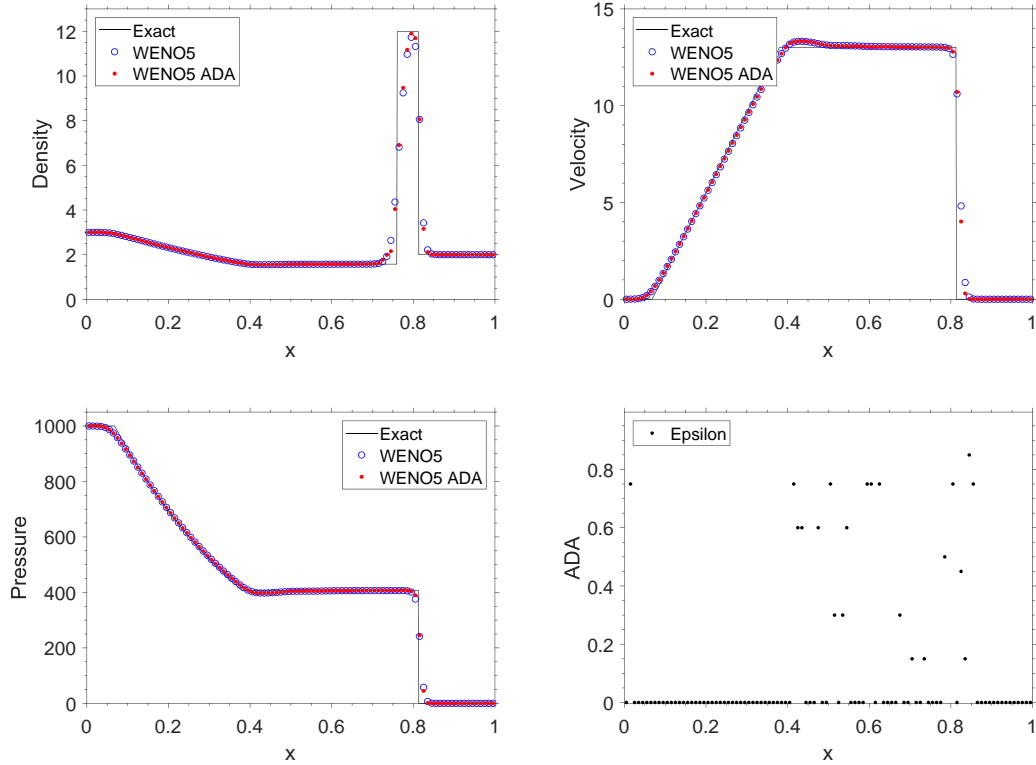 12
10
8
6
4
2
0
Density
Exact
WENO5
WENO5 ADA
0 0.2 0.4 0.6 0.8 1
x
15
10
5
0
Velocity
Exact
WENO5
WENO5 ADA
0 0.2 0.4 0.6 0.8 1
x
1000
800
600
400
200
0
Pressure
Exact
WENO5
WENO5 ADA
0 0.2 0.4 0.6 0.8 1
x
0.8
0.6
0.4
0.2
0
ADA
Epsilon
0 0.2 0.4 0.6 0.8 1
x